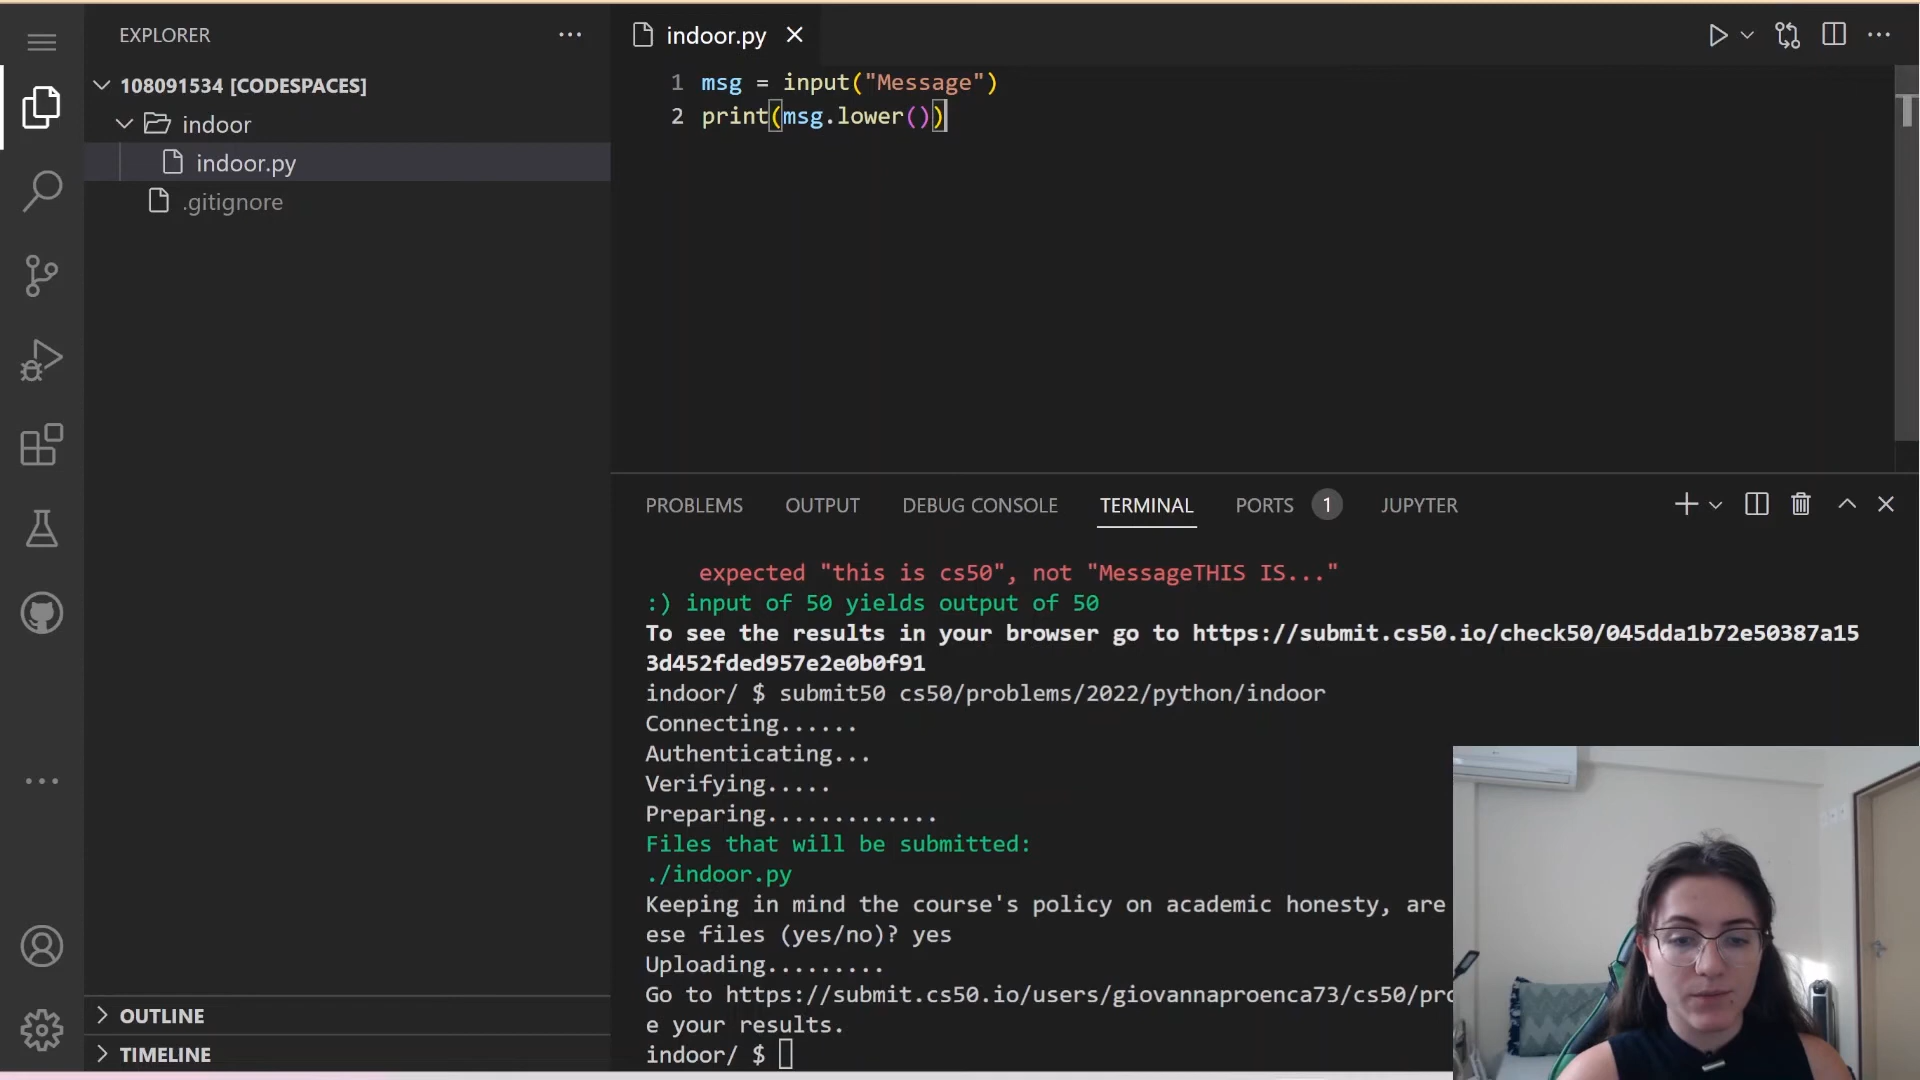 EXPLORER
108091534 [CODESPACES]
indoor
indoor.py
.gitignore
OUTLINE
TIMELINE
indoor.py
1 msg = input("Message")
2 print(msg.lower())
PROBLEMS OUTPUT DEBUG CONSOLE TERMINAL PORTS 1 JUPYTER
expected "this is cs50", not "MessageTHIS IS..."
:) input of 50 yields output of 50
To see the results in your browser go to https://submit.cs50.io/check50/045dda1b72e50387a15
3d452fded957e2e0b0f91
indoor/ $ submit50 cs50/problems/2022/python/indoor
Connecting......
Authenticating...
Verifying.....
Preparing.............
Files that will be submitted:
./indoor.py
Keeping in mind the course's policy on academic honesty, are
ese files (yes/no)? yes
Uploading.........
Go to https://submit.cs50.io/users/giovannaproenca73/cs50/pro
e your results.
indoor/ $